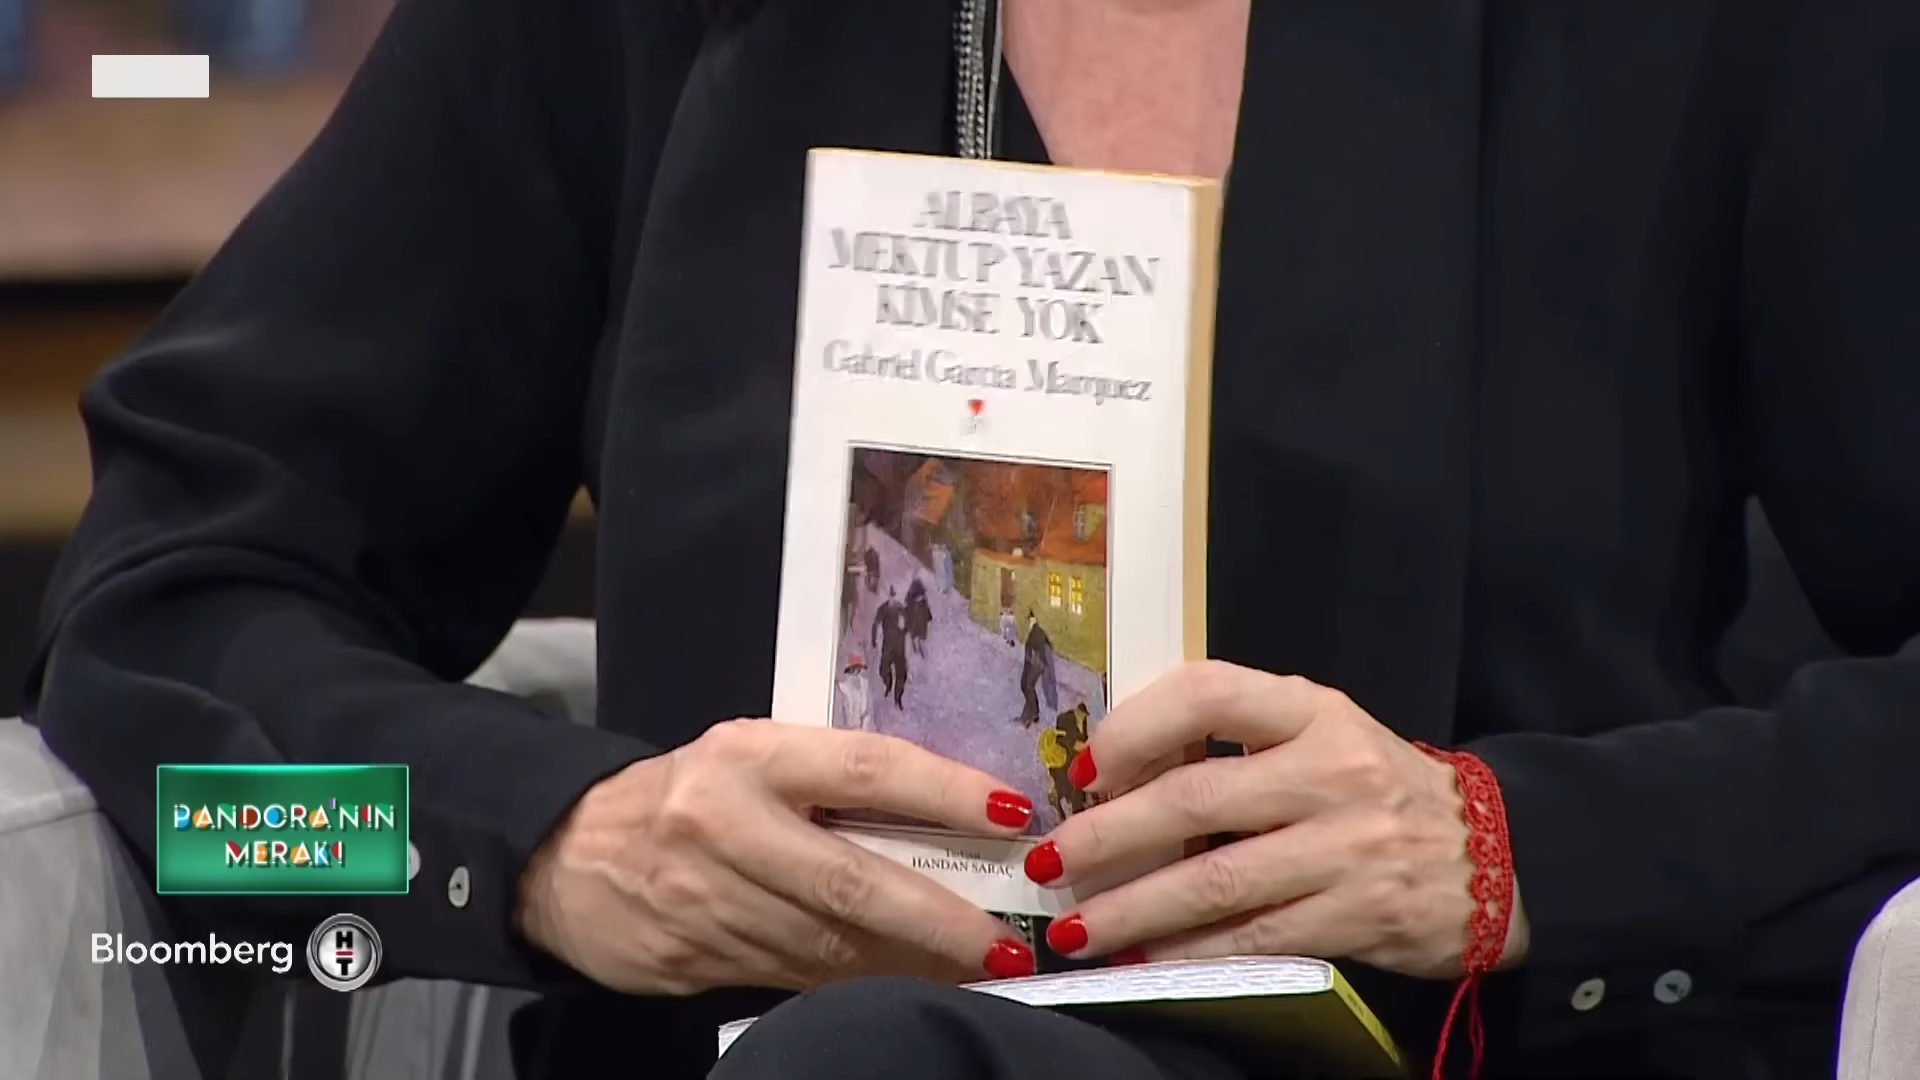 ALBAYA
MEKTUP YAZAN
KİMSE YOK
Gabriel Garcia Marquez
HANDAN SARAÇ
PANDORA'NIN
MERAKI
Bloomberg HT